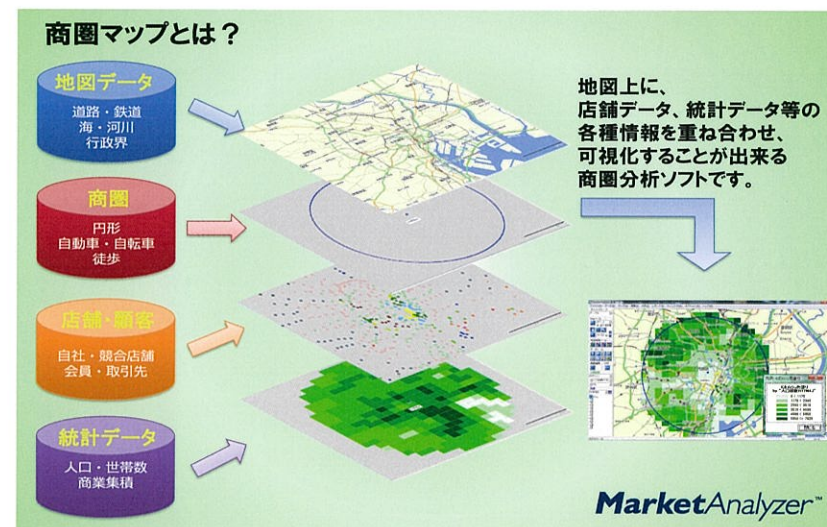 商圏マップとは？
地図データ
道路・鉄道
海・河川
行政界
商圏
円形
自動車・自転車
徒歩
店舗・顧客
自社・競合店舗
会員・取引先
統計データ
人口・世帯数
商業集積
地図上に、
店舗データ、統計データ等の
各種情報を重ね合わせ、
可視化することが出来る
商圏分析ソフトです。
MarketAnalyzer™